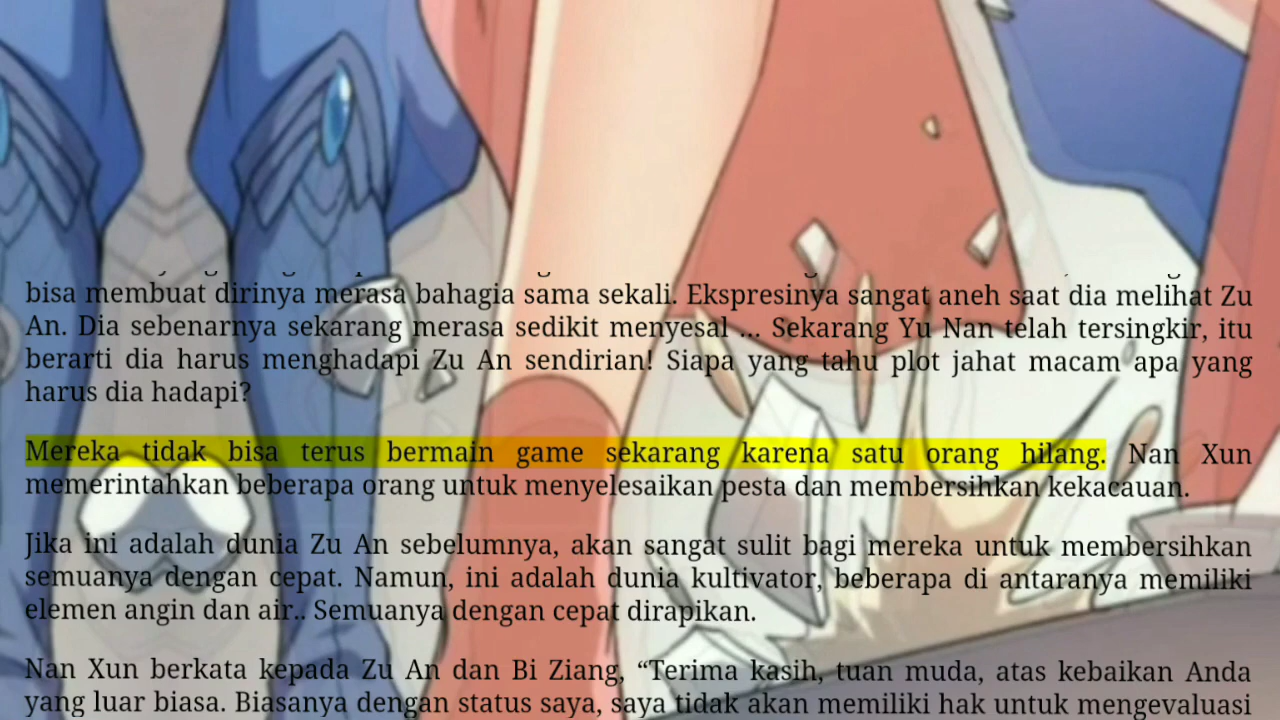 bisa membuat dirinya merasa bahagia sama sekali. Ekspresinya sangat aneh saat dia melihat Zu
An. Dia sebenarnya sekarang merasa sedikit menyesal ... Sekarang Yu Nan telah tersingkir, itu
berarti dia harus menghadapi Zu An sendirian! Siapa yang tahu plot jahat macam apa yang
harus dia hadapi?
Mereka tidak bisa terus bermain game sekarang karena satu orang hilang. Nan Xun
memerintahkan beberapa orang untuk menyelesaikan pesta dan membersihkan kekacauan.
Jika ini adalah dunia Zu An sebelumnya, akan sangat sulit bagi mereka untuk membersihkan
semuanya dengan cepat. Namun, ini adalah dunia kultivator, beberapa di antaranya memiliki
elemen angin dan air.. Semuanya dengan cepat dirapikan.
Nan Xun berkata kepada Zu An dan Bi Ziang, “Terima kasih, tuan muda, atas kebaikan Anda
yang luar biasa. Biasanya dengan status saya, saya tidak akan memiliki hak untuk mengevaluasi